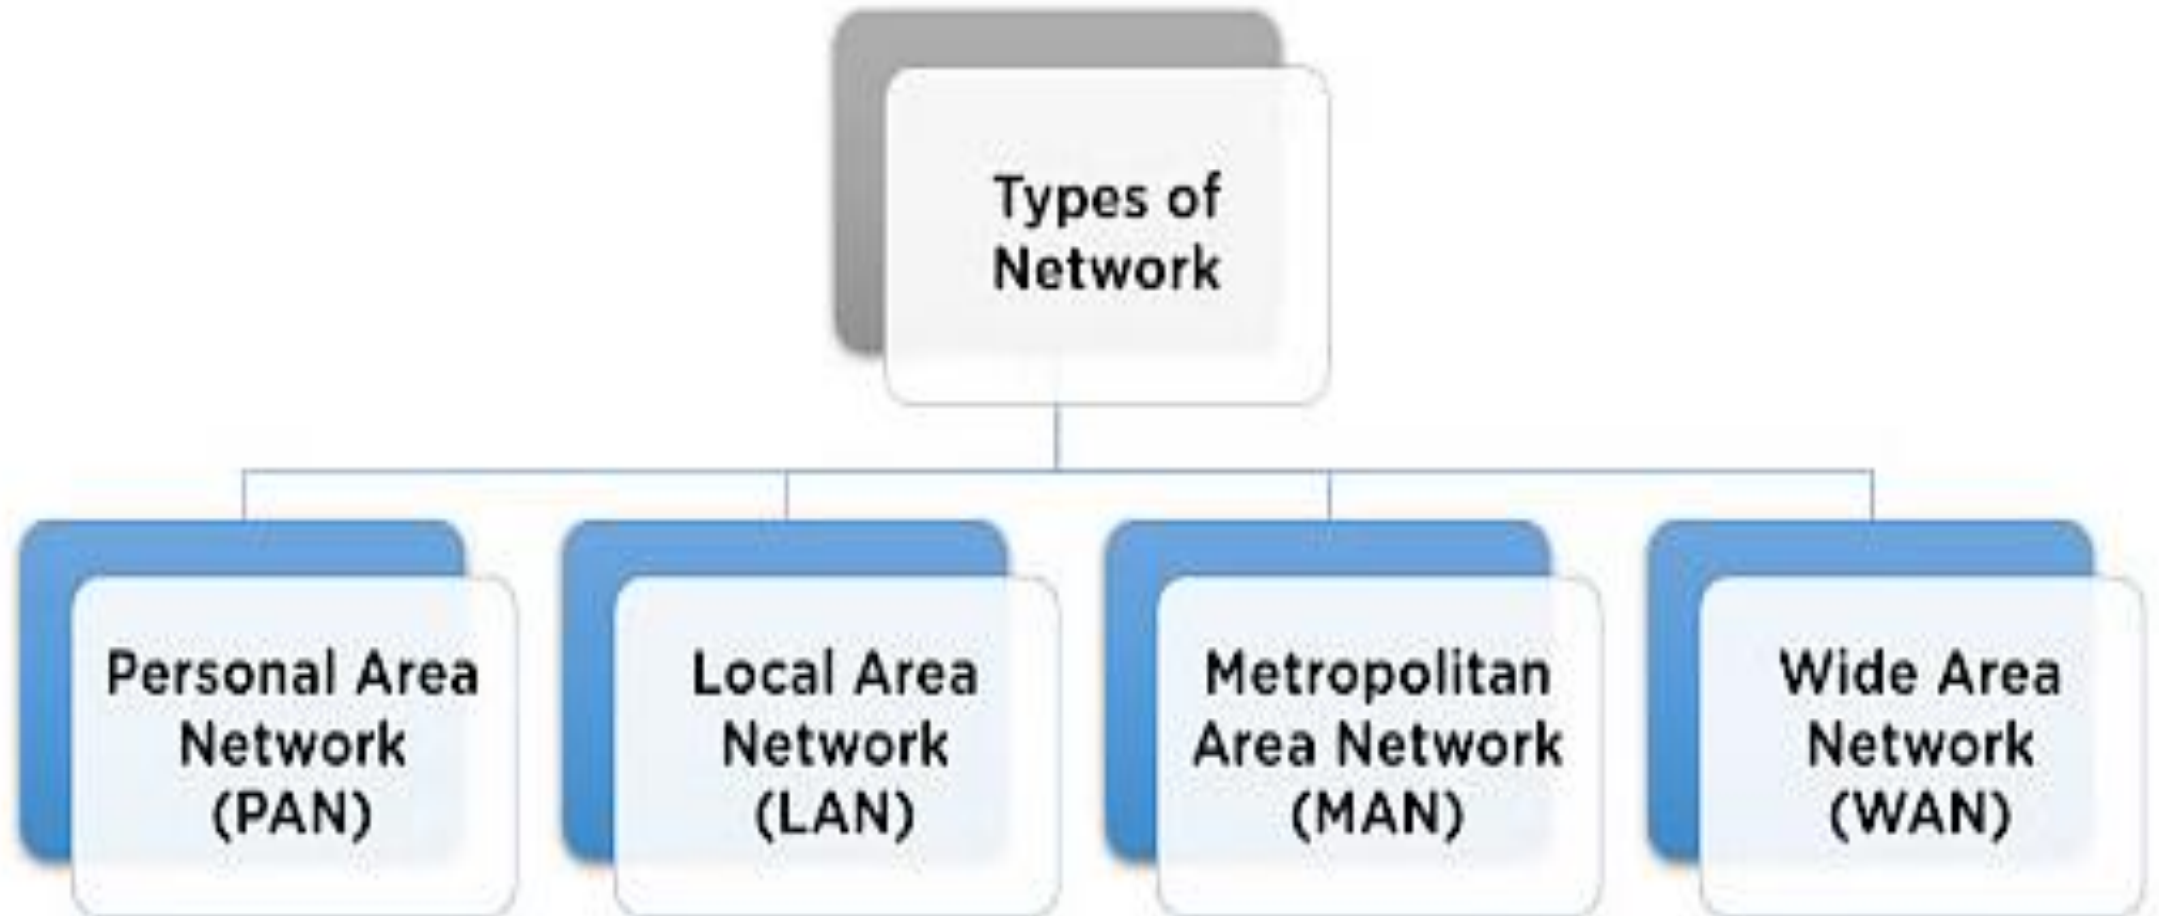 Types of
Network
Personal Area
Network
(PAN)
Local Area
Network
(LAN)
Metropolitan
Area Network
(MAN)
Wide Area
Network
(WAN)